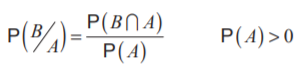 P(B/A) = P(B∩A) / P(A)    P(A) > 0